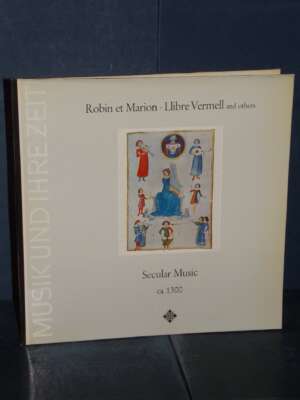 MUSIK UND IHRE ZEIT
Robin et Marion · Llibre Vermell and others
Secular Music
ca. 1300